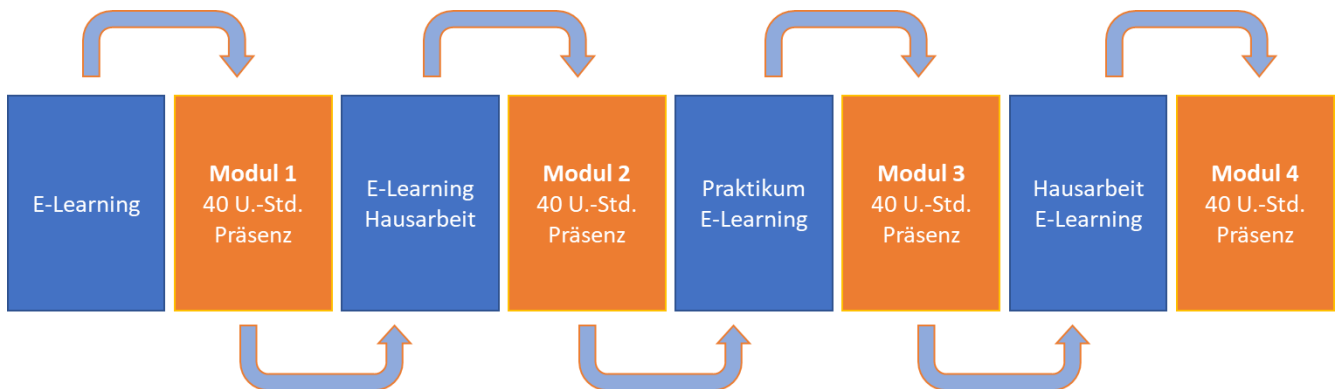 E-Learning
Modul 1
40 U.-Std.
Präsenz
E-Learning
Hausarbeit
Modul 2
40 U.-Std.
Präsenz
Praktikum
E-Learning
Modul 3
40 U.-Std.
Präsenz
Hausarbeit
E-Learning
Modul 4
40 U.-Std.
Präsenz